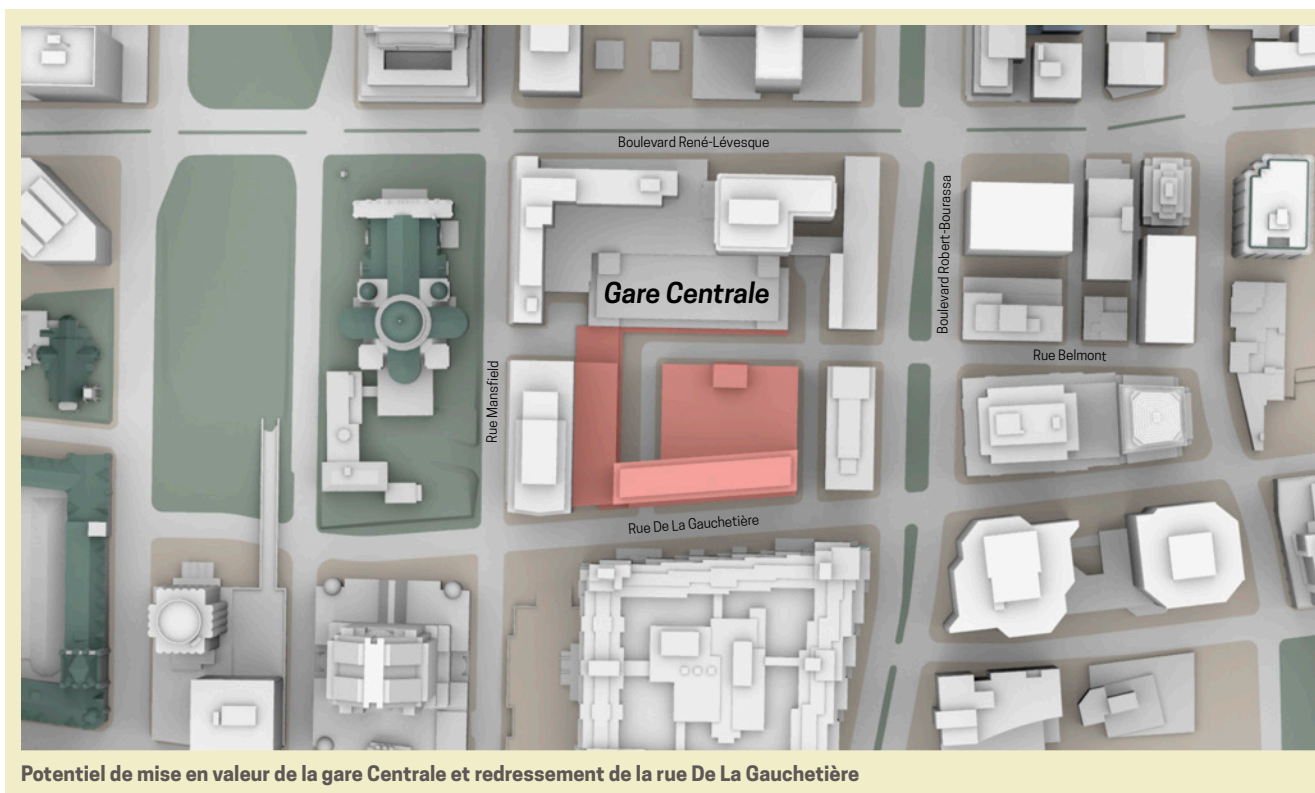 Boulevard René-Lévesque
Boulevard Robert-Bourassa
Gare Centrale
Rue Belmont
Rue Mansfield
Rue De La Gauchetière
Potentiel de mise en valeur de la gare Centrale et redressement de la rue De La Gauchetière